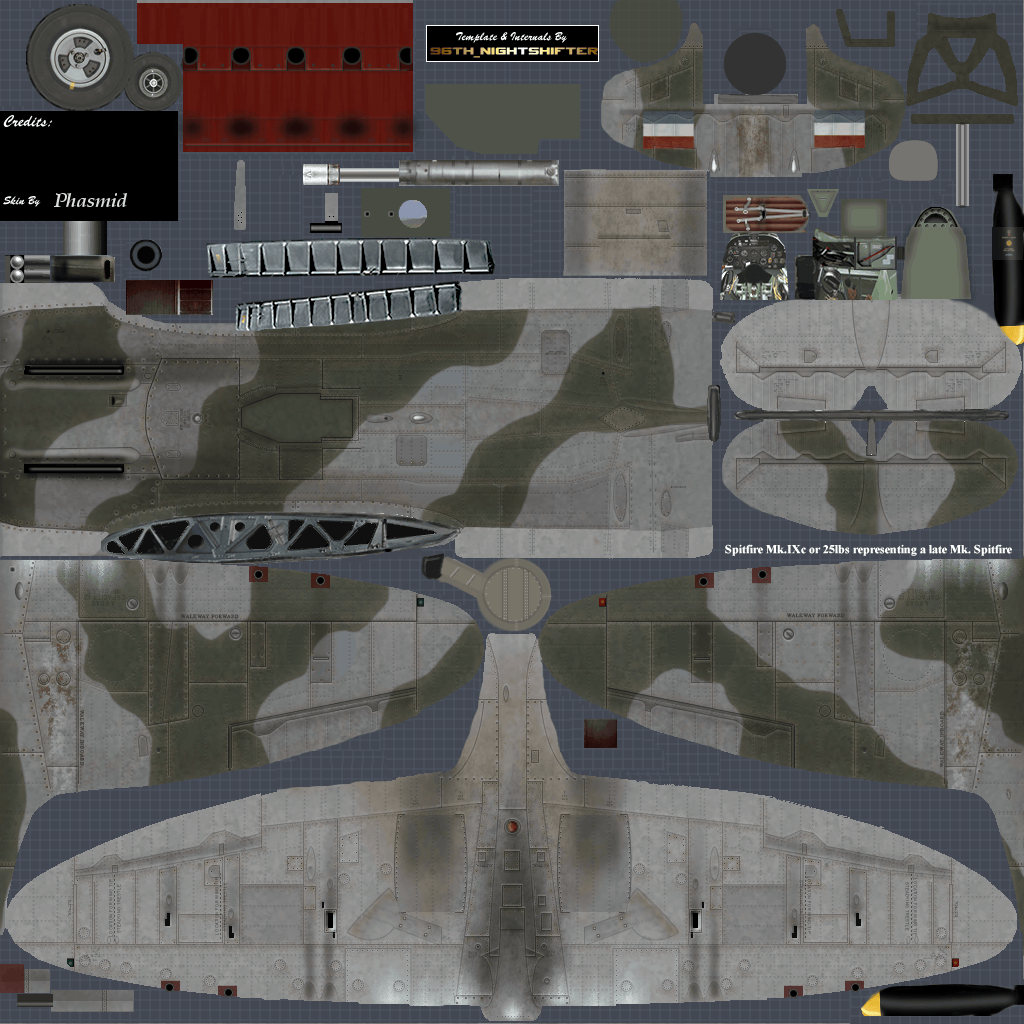 Template & Internals By
96TH_NIGHTSHIFTER
Credits:
Skin By Phasmid
Spitfire Mk.IXc or 25lbs representing a late Mk. Spitfire
WALKWAY FORWARD
WALKWAY FORWARD